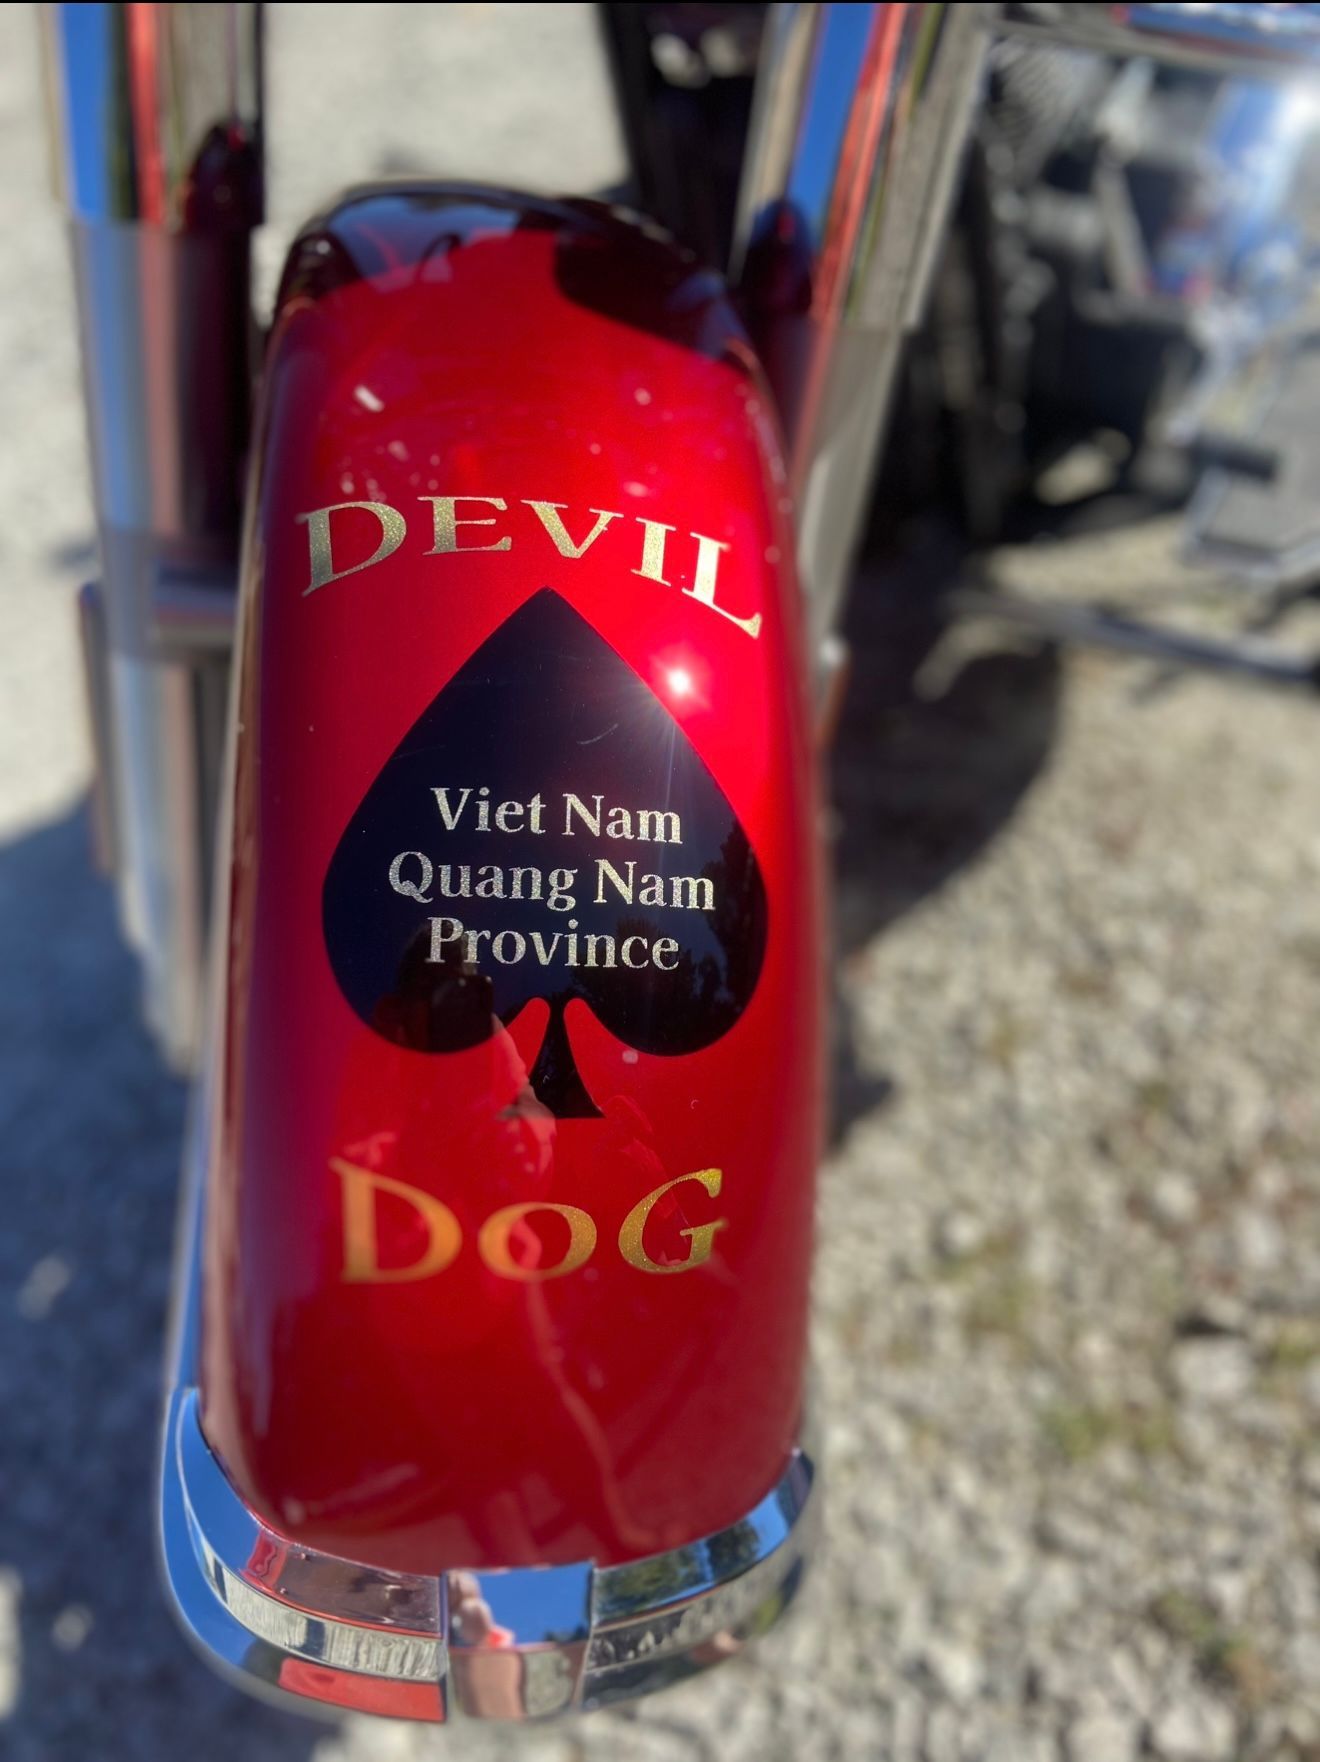 DEVIL
Viet Nam
Quang Nam
Province
DoG